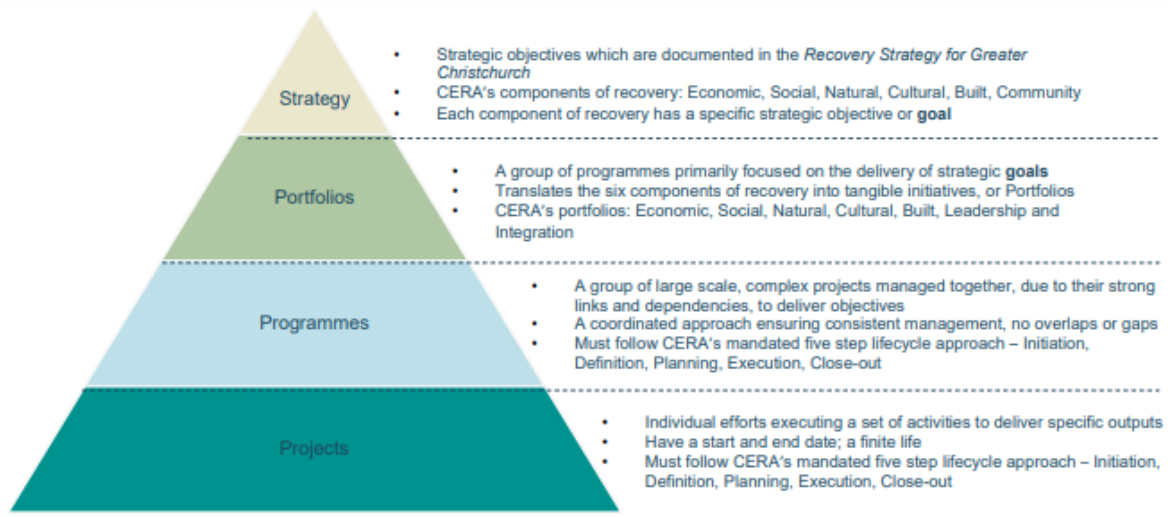 Strategy
• Strategic objectives which are documented in the Recovery Strategy for Greater
Christchurch
• CERA's components of recovery: Economic, Social, Natural, Cultural, Built, Community
• Each component of recovery has a specific strategic objective or goal
Portfolios
• A group of programmes primarily focused on the delivery of strategic goals
• Translates the six components of recovery into tangible initiatives, or Portfolios
• CERA's portfolios: Economic, Social, Natural, Cultural, Built, Leadership and
Integration
Programmes
• A group of large scale, complex projects managed together, due to their strong
links and dependencies, to deliver objectives
• A coordinated approach ensuring consistent management, no overlaps or gaps
• Must follow CERA's mandated five step lifecycle approach – Initiation,
Definition, Planning, Execution, Close-out
Projects
• Individual efforts executing a set of activities to deliver specific outputs
• Have a start and end date; a finite life
• Must follow CERA's mandated five step lifecycle approach – Initiation,
Definition, Planning, Execution, Close-out